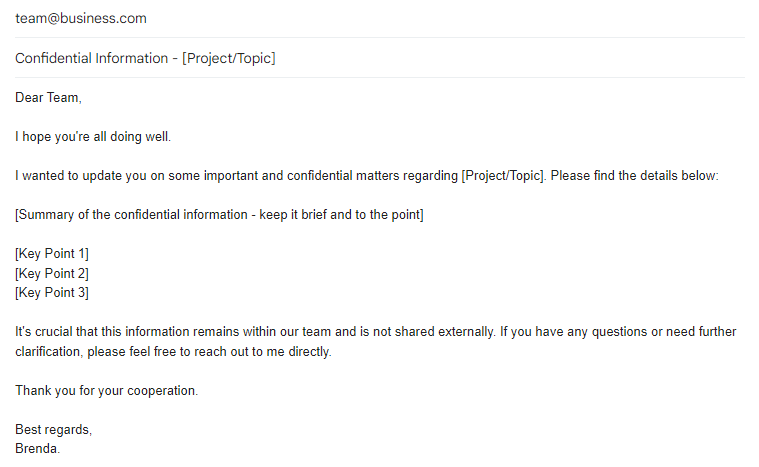 team@business.com
Confidential Information - [Project/Topic]
Dear Team,
I hope you're all doing well.
I wanted to update you on some important and confidential matters regarding [Project/Topic]. Please find the details below:
[Summary of the confidential information - keep it brief and to the point]
[Key Point 1]
[Key Point 2]
[Key Point 3]
It's crucial that this information remains within our team and is not shared externally. If you have any questions or need further
clarification, please feel free to reach out to me directly.
Thank you for your cooperation.
Best regards,
Brenda.